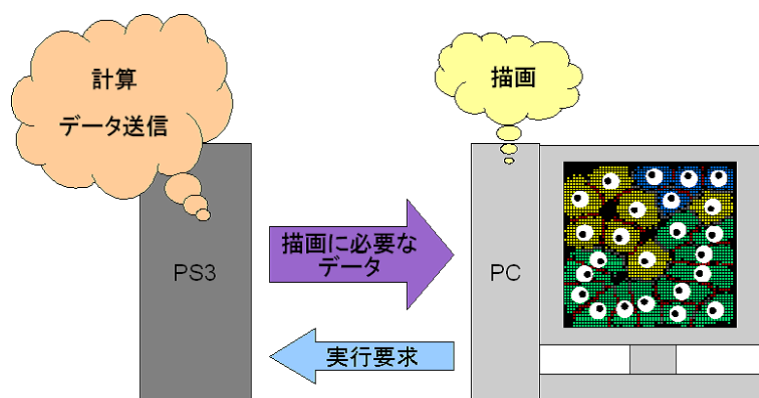 計算
データ送信
描画
描画に必要な
データ
PS3
PC
実行要求